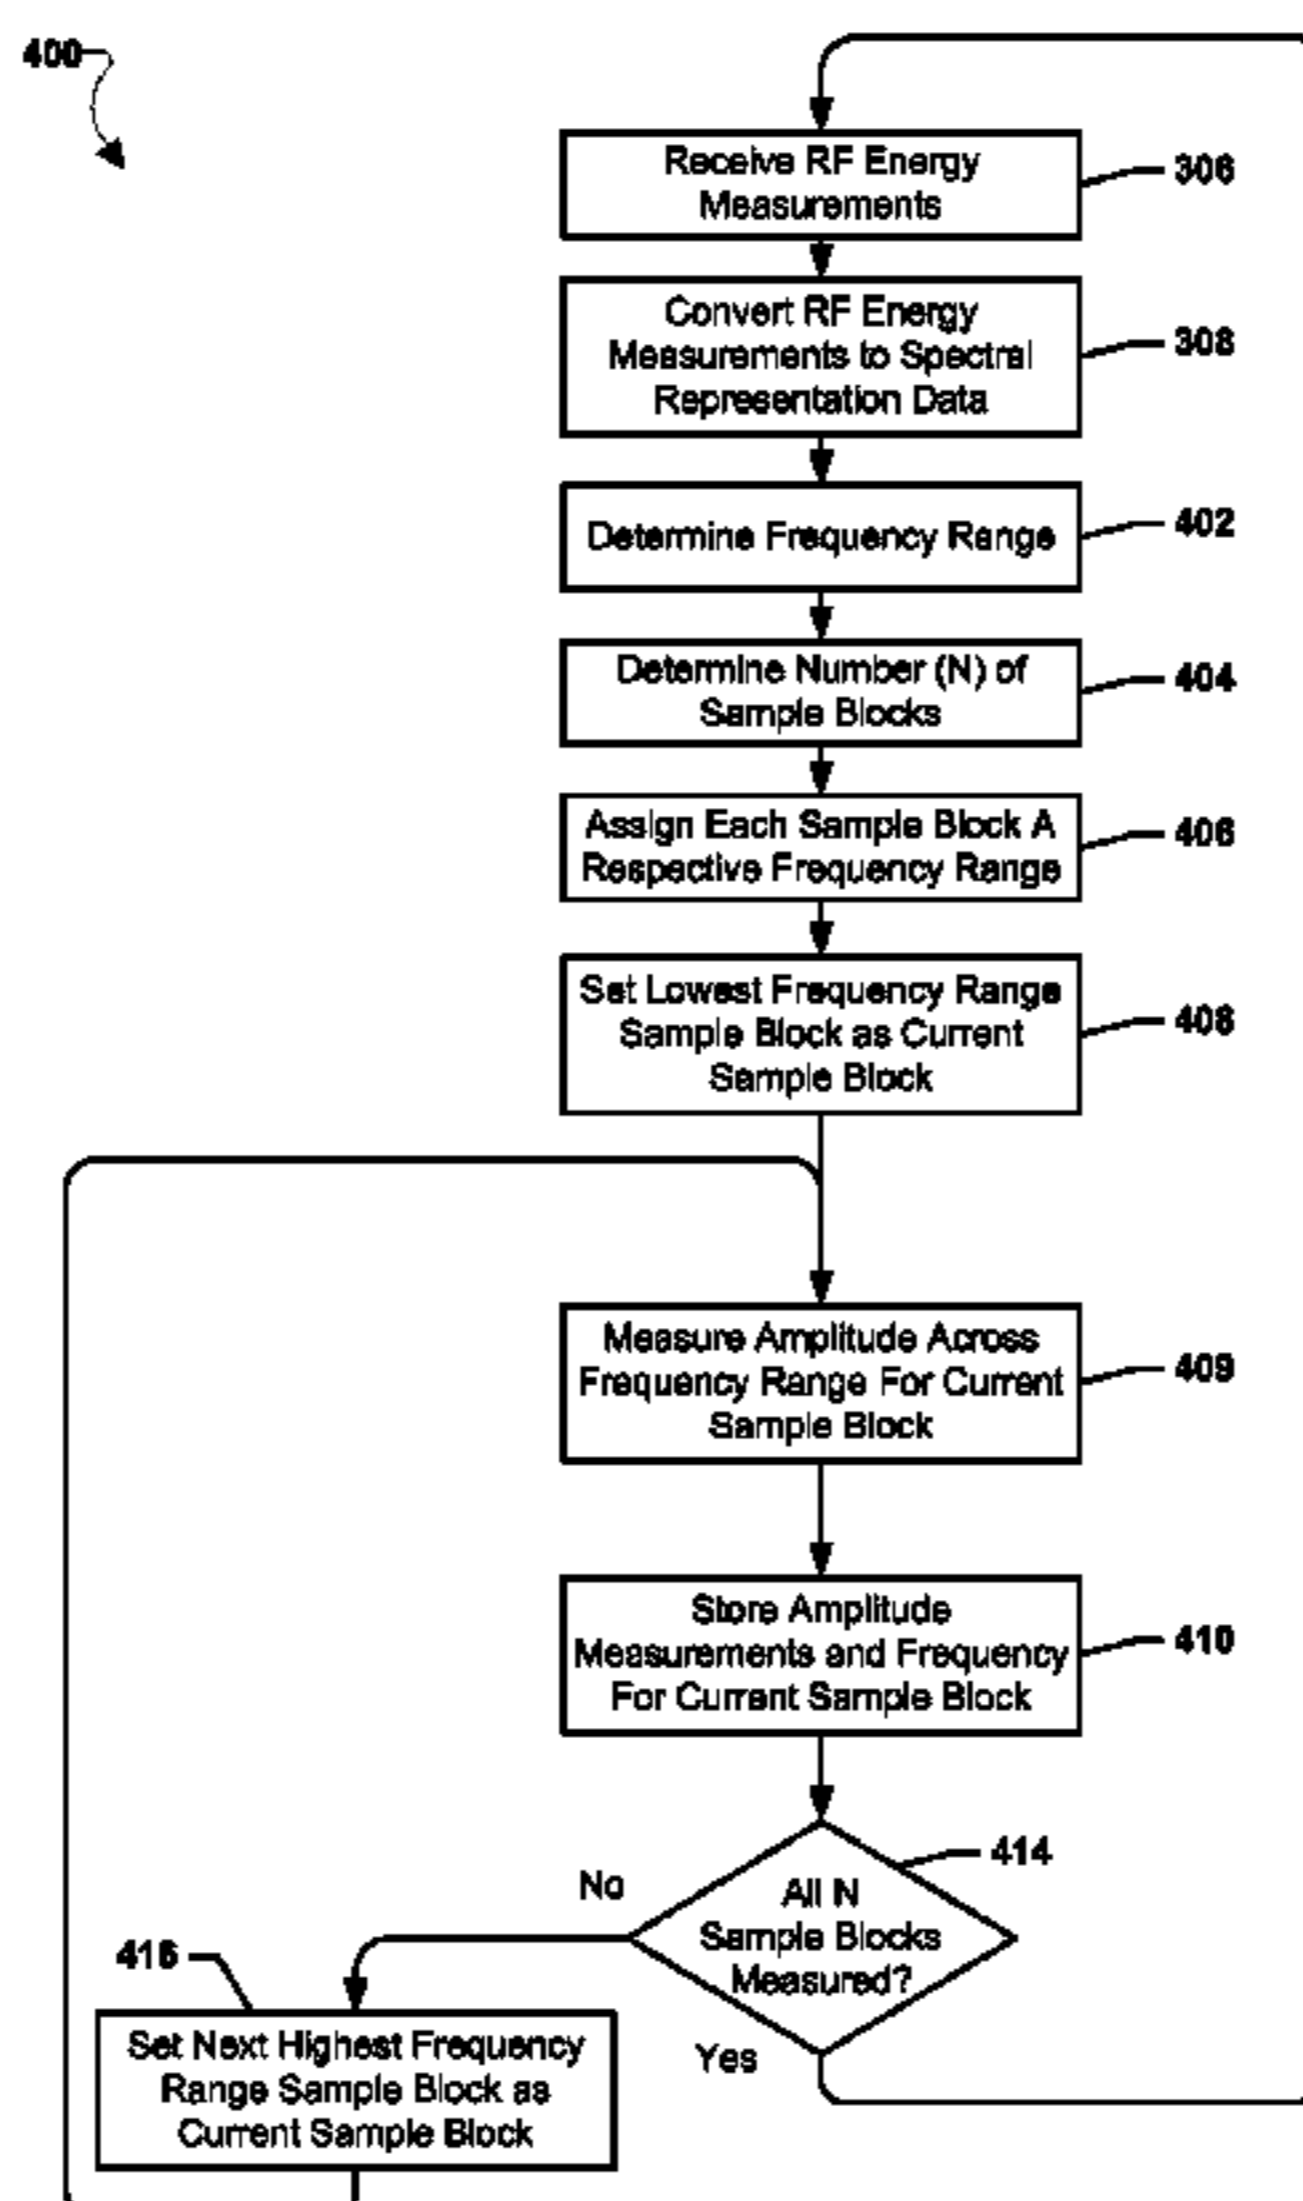 400
Receive RF Energy
Measurements
306
Convert RF Energy
Measurements to Spectral
Representation Data
308
Determine Frequency Range
402
Determine Number (N) of
Sample Blocks
404
Assign Each Sample Block A
Respective Frequency Range
406
Set Lowest Frequency Range
Sample Block as Current
Sample Block
408
Measure Amplitude Across
Frequency Range For Current
Sample Block
409
Store Amplitude
Measurements and Frequency
For Current Sample Block
410
414
No
All N
Sample Blocks
Measured?
416
Yes
Set Next Highest Frequency
Range Sample Block as
Current Sample Block